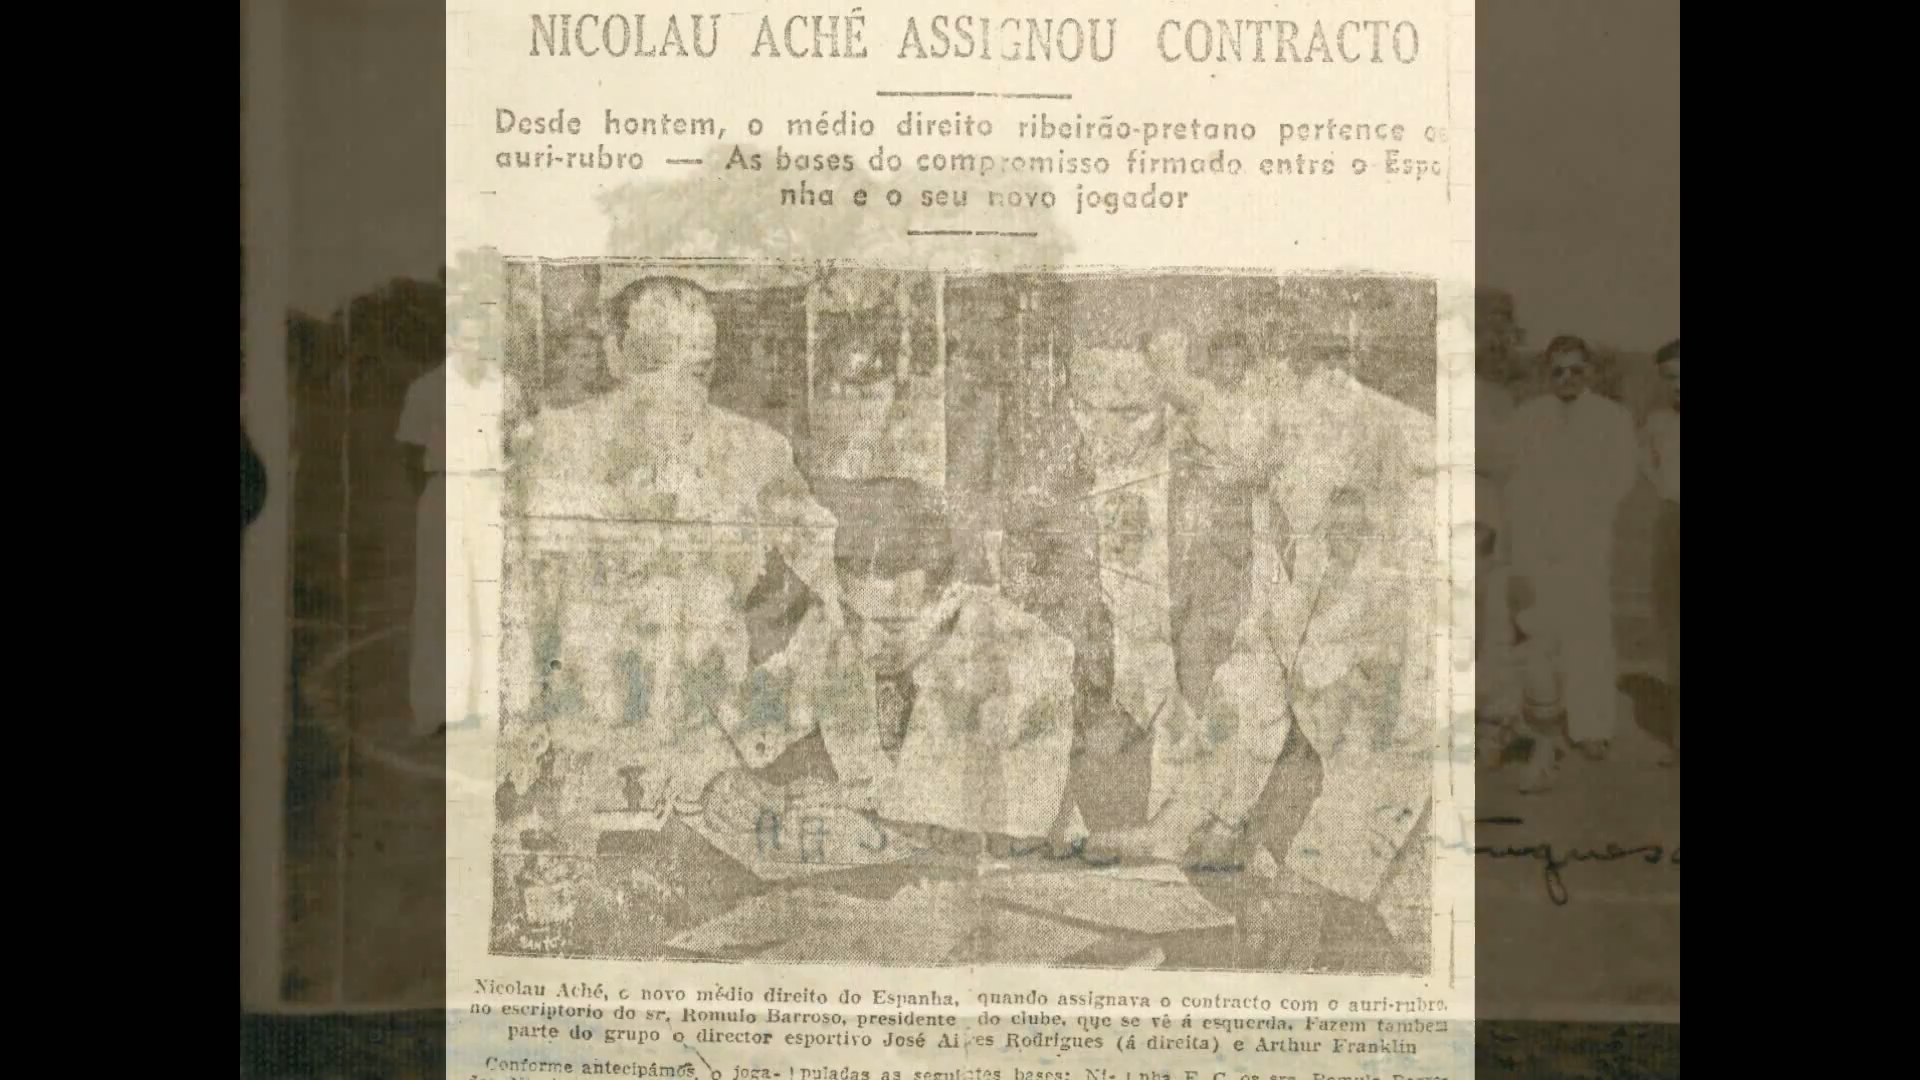 NICOLAU ACHÉ ASSIGNOU CONTRACTO
Desde hontem, o médio direito ribeirão-pretano pertence
auri-rubro — As bases do compromisso firmado entre o Espa
nha e o seu novo jogador
Nicolau Aché, o novo médio direito do Espanha, quando assignava o contracto com o auri-rubro,
no escriptorio do sr. Romulo Barroso, presidente do clube, que se vê á esquerda. Fazem tambem
parte do grupo o director esportivo José Aires Rodrigues (á direita) e Arthur Franklin
Conforme antecipámos, o joga- puladas as seguintes bases: